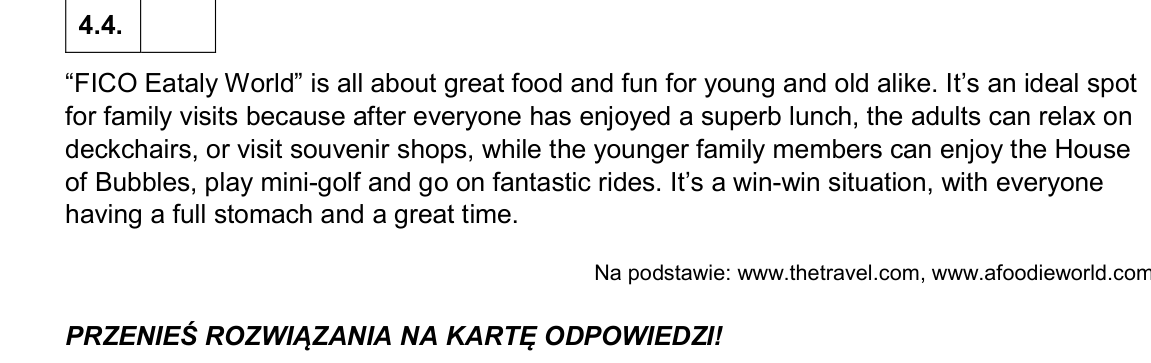 4.4.
“FICO Eataly World” is all about great food and fun for young and old alike. It’s an ideal spot
for family visits because after everyone has enjoyed a superb lunch, the adults can relax on
deckchairs, or visit souvenir shops, while the younger family members can enjoy the House
of Bubbles, play mini-golf and go on fantastic rides. It’s a win-win situation, with everyone
having a full stomach and a great time.
Na podstawie: www.thetravel.com, www.afoodieworld.com
PRZENIEŚ ROZWIĄZANIA NA KARTĘ ODPOWIEDZI!